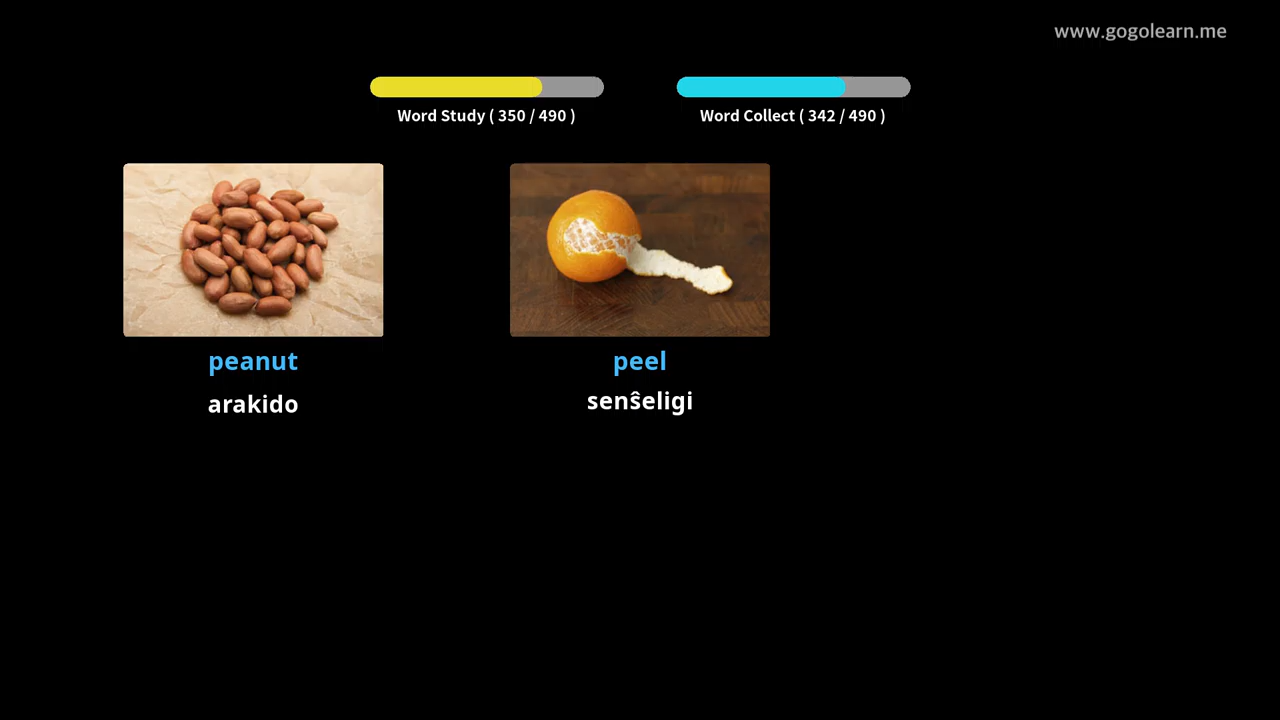 www.gogolearn.me
Word Study ( 350 / 490 )
Word Collect ( 342 / 490 )
peanut
arakido
peel
senŝeligi